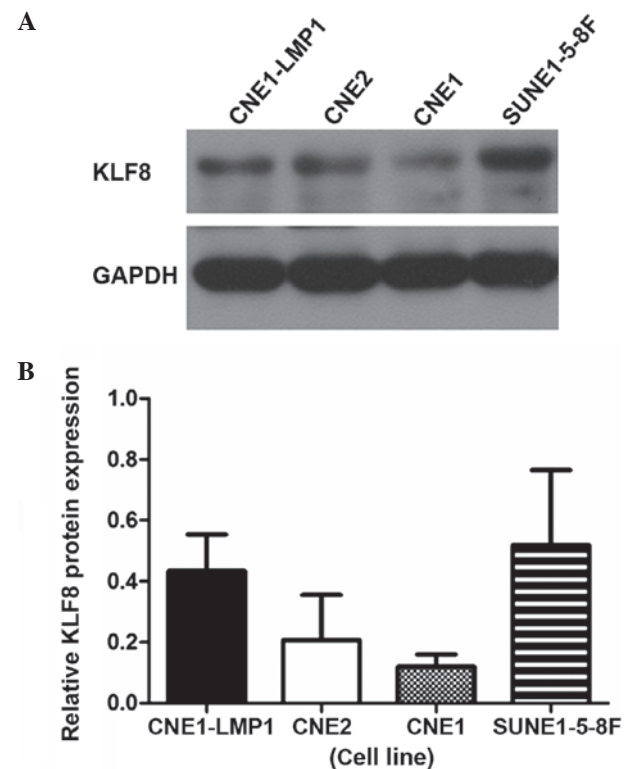 A
CNE1-LMP1
CNE2
CNE1
SUNE1-5-8F
KLF8
GAPDH
B
Relative KLF8 protein expression
1.0
0.8
0.6
0.4
0.2
0.0
CNE1-LMP1
CNE2
CNE1
SUNE1-5-8F
(Cell line)